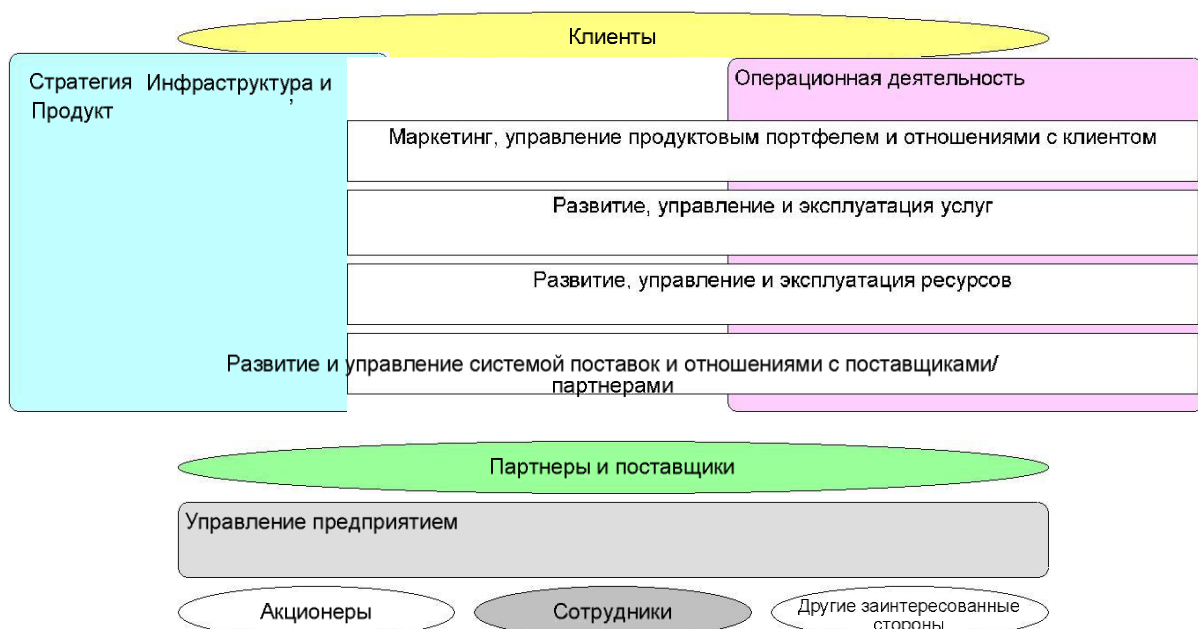 Клиенты
Стратегия Инфраструктура и
,
Продукт
Операционная деятельность
Маркетинг, управление продуктовым портфелем и отношениями с клиентом
Развитие, управление и эксплуатация услуг
Развитие, управление и эксплуатация ресурсов
Развитие и управление системой поставок и отношениями с поставщиками/
партнерами
Партнеры и поставщики
Управление предприятием
Акционеры
Сотрудники
Другие заинтересованные
стороны